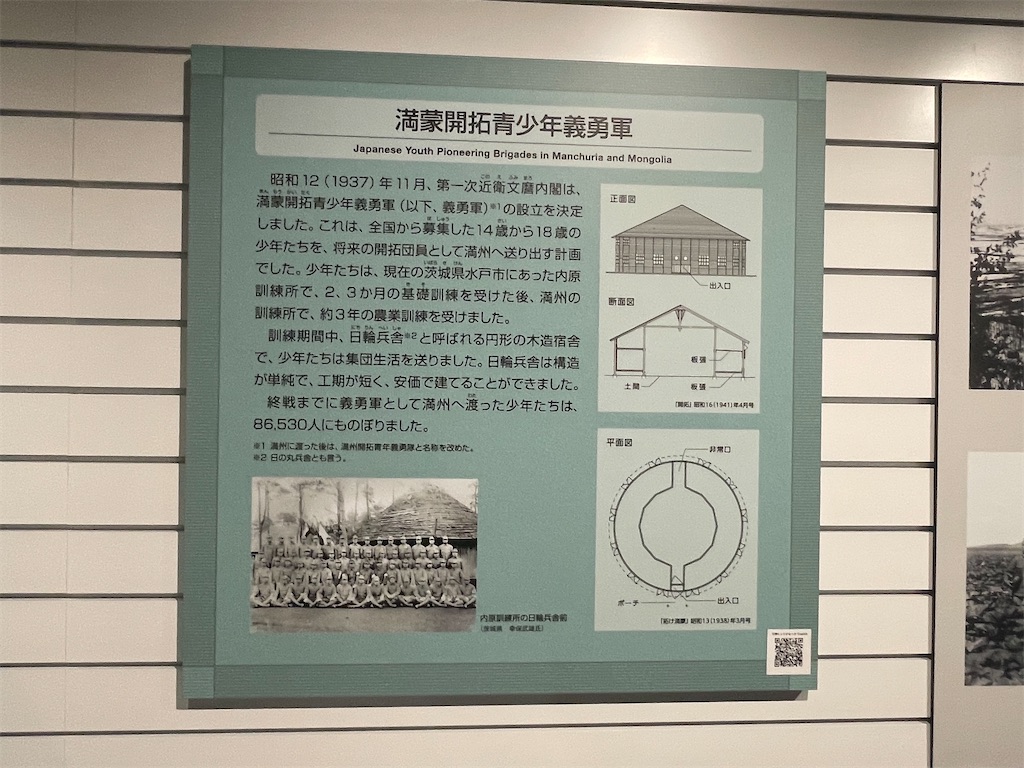 満蒙開拓青少年義勇軍
Japanese Youth Pioneering Brigades in Manchuria and Mongolia
昭和12(1937)年11月、第一次近衛文麿内閣は、
満蒙開拓青少年義勇軍(以下、義勇軍)※1の設立を決定
しました。これは、全国から募集した14歳から18歳の
少年たちを、将来の開拓団員として満州へ送り出す計画
でした。少年たちは、現在の茨城県水戸市にあった内原
訓練所で、2、3か月の基礎訓練を受けた後、満州の
訓練所で、約3年の農業訓練を受けました。
訓練期間中、日輪兵舎※2と呼ばれる円形の木造宿舎
で、少年たちは集団生活を送りました。日輪兵舎は構造
が単純で、工期が短く、安価で建てることができました。
終戦までに義勇軍として満州へ渡った少年たちは、
86,530人にものぼりました。
※1 満州に渡った後は、満州開拓青年義勇隊と名称を改めた。
※2 日の丸兵舎とも言う。
内原訓練所の日輪兵舎前
正面図
出入口
断面図
板張
土間
板張
『開拓』昭和16(1941)年4月号
平面図
非常口
ポーチ
出入口
『拓け満蒙』昭和13(1938)年3月号